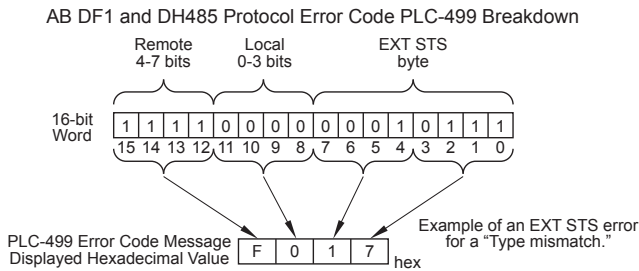 AB DF1 and DH485 Protocol Error Code PLC-499 Breakdown
Remote
4-7 bits
Local
0-3 bits
EXT STS
byte
16-bit
Word
1 1 1 1 0 0 0 0 0 0 0 1 0 1 1 1
15 14 13 12 11 10 9 8 7 6 5 4 3 2 1 0
PLC-499 Error Code Message
Displayed Hexadecimal Value
F 0 1 7 hex
Example of an EXT STS error
for a “Type mismatch.”